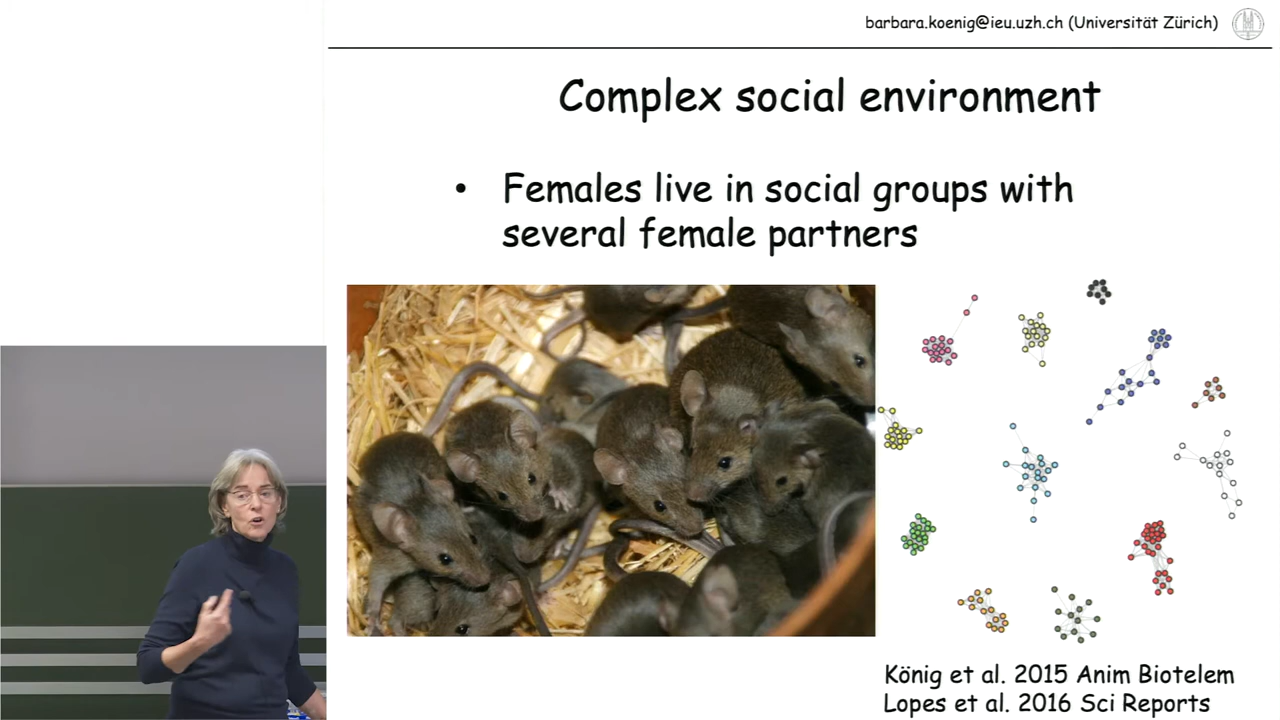 barbara.koenig@ieu.uzh.ch (Universität Zürich)
Complex social environment
• Females live in social groups with
several female partners
König et al. 2015 Anim Biotelem
Lopes et al. 2016 Sci Reports